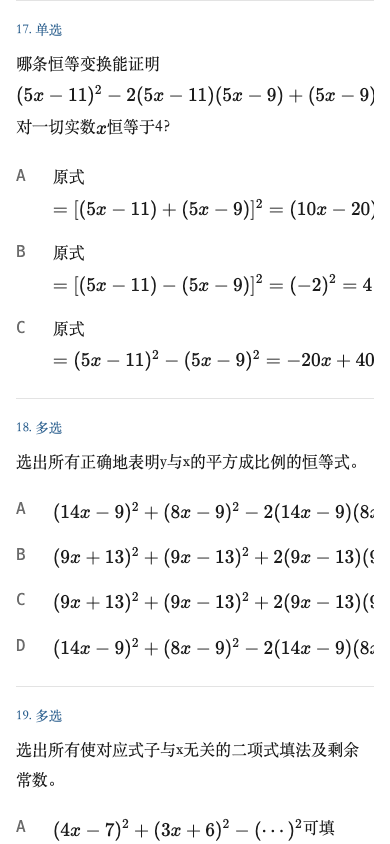 17. 单选
哪条恒等变换能证明
(5x − 11)² − 2(5x − 11)(5x − 9) + (5x − 9)
对一切实数x恒等于4?
A 原式
= [(5x − 11) + (5x − 9)]² = (10x − 20)
B 原式
= [(5x − 11) − (5x − 9)]² = (−2)² = 4
C 原式
= (5x − 11)² − (5x − 9)² = −20x + 40
18. 多选
选出所有正确地表明y与x的平方成比例的恒等式。
A (14x − 9)² + (8x − 9)² − 2(14x − 9)(8x
B (9x + 13)² + (9x − 13)² + 2(9x − 13)(9
C (9x + 13)² + (9x − 13)² + 2(9x − 13)(9
D (14x − 9)² + (8x − 9)² − 2(14x − 9)(8x
19. 多选
选出所有使对应式子与x无关的二项式填法及剩余
常数。
A (4x − 7)² + (3x + 6)² − (⋯)²可填